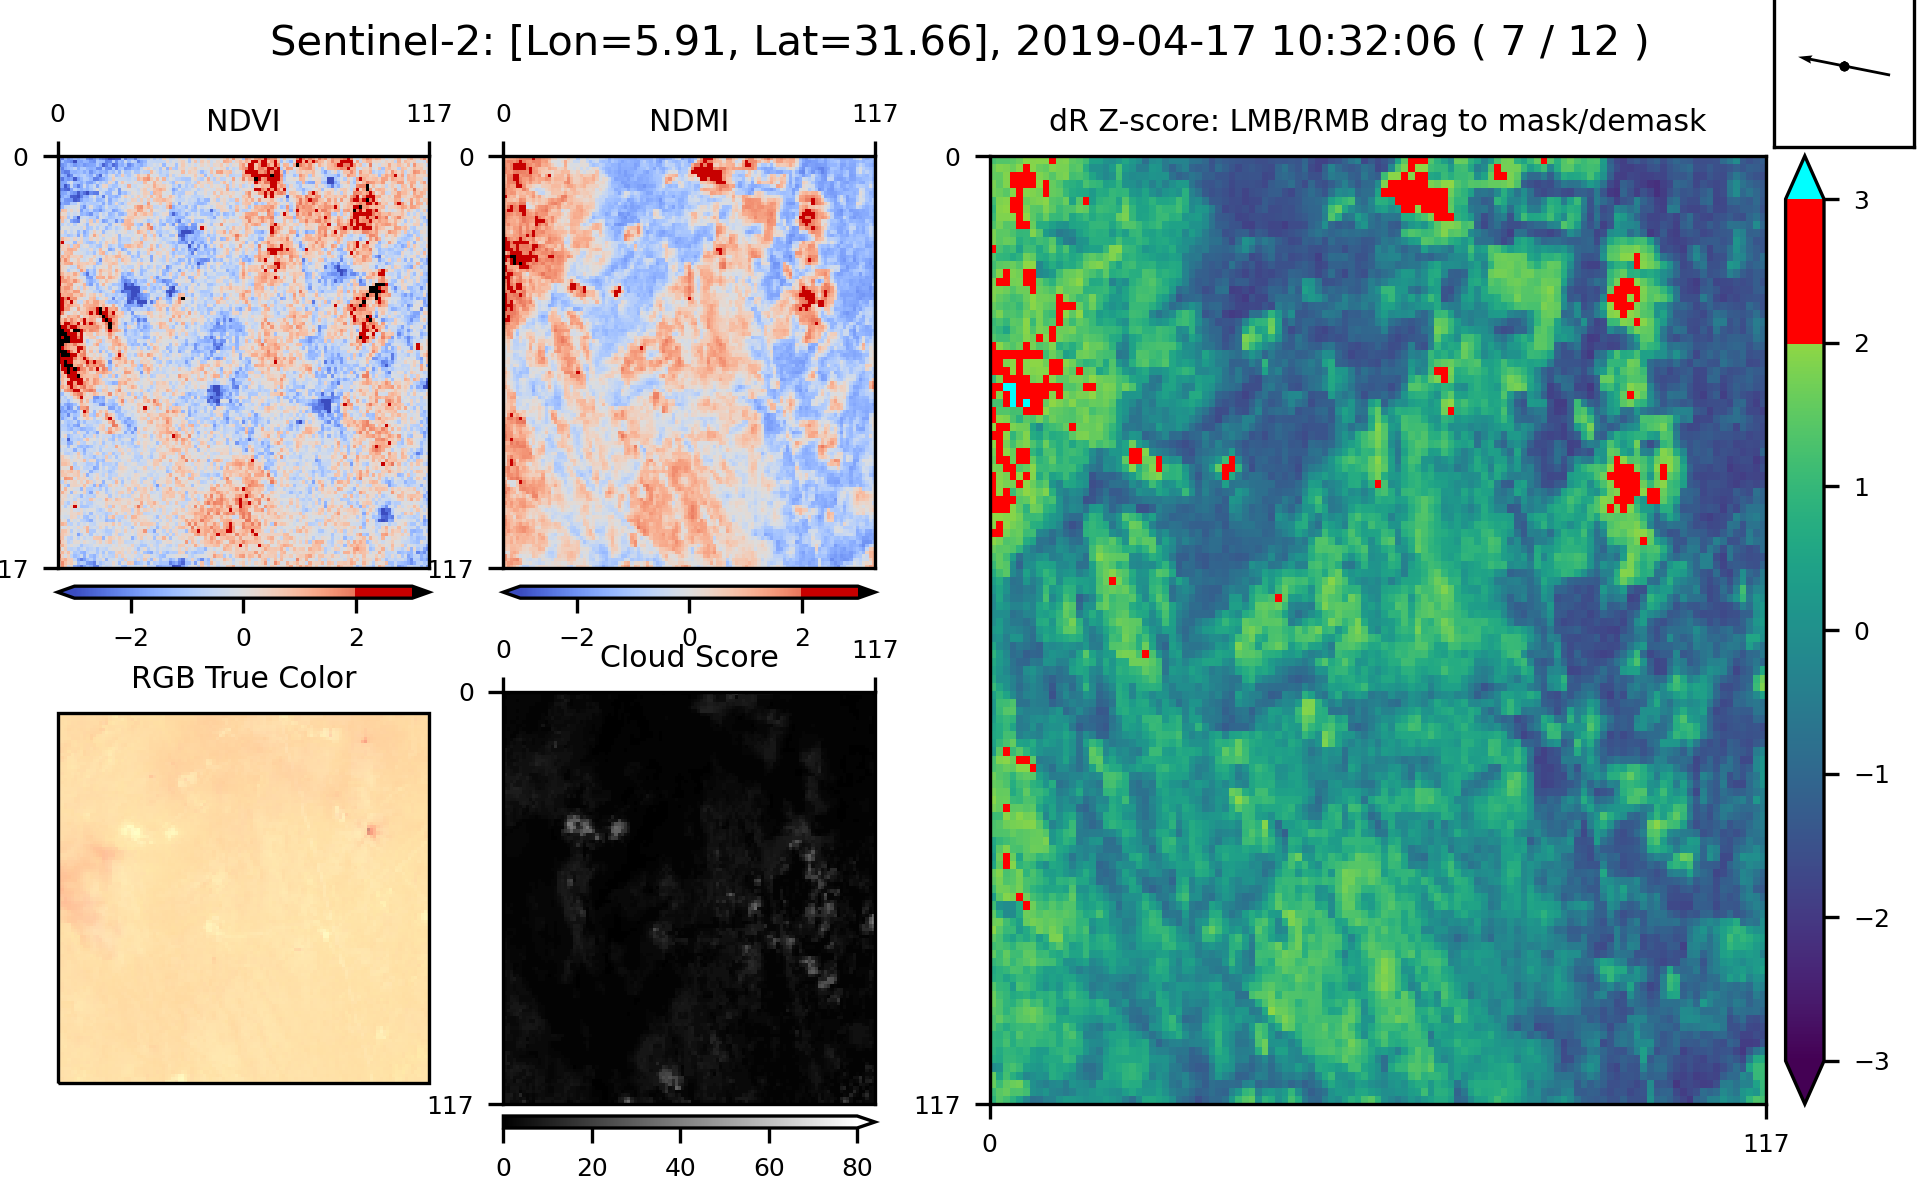 Sentinel-2: [Lon=5.91, Lat=31.66], 2019-04-17 10:32:06 ( 7 / 12 )
0 NDVI 117
0 NDMI 117
dR Z-score: LMB/RMB drag to mask/demask
0
0
0
3
2
1
0
−1
−2
−3
17
117
−2 0 2
−2 0 2
RGB True Color
0 Cloud Score 117
0
117
117
0 20 40 60 80
0 117